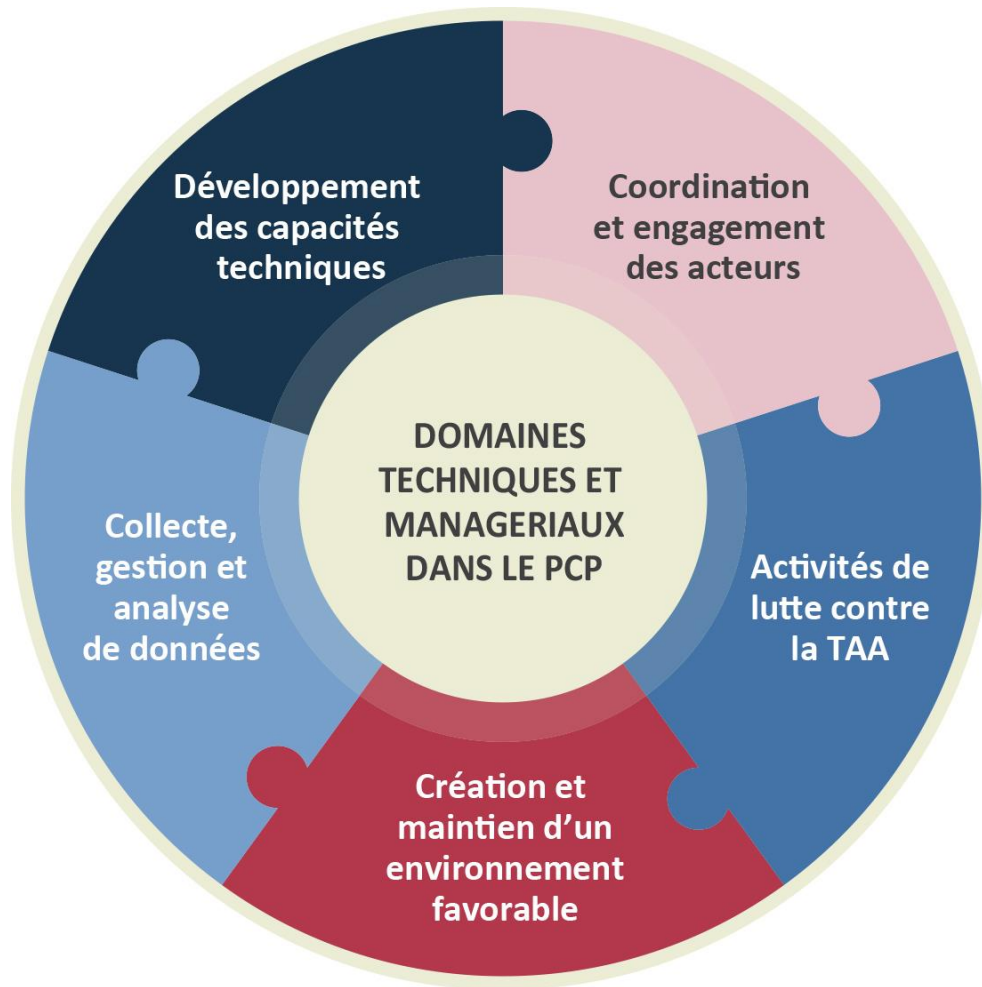 Développement
des capacités
techniques
Coordination
et engagement
des acteurs
DOMAINES
TECHNIQUES ET
MANAGERIAUX
DANS LE PCP
Collecte,
gestion et
analyse
de données
Activités de
lutte contre
la TAA
Création et
maintien d’un
environnement
favorable